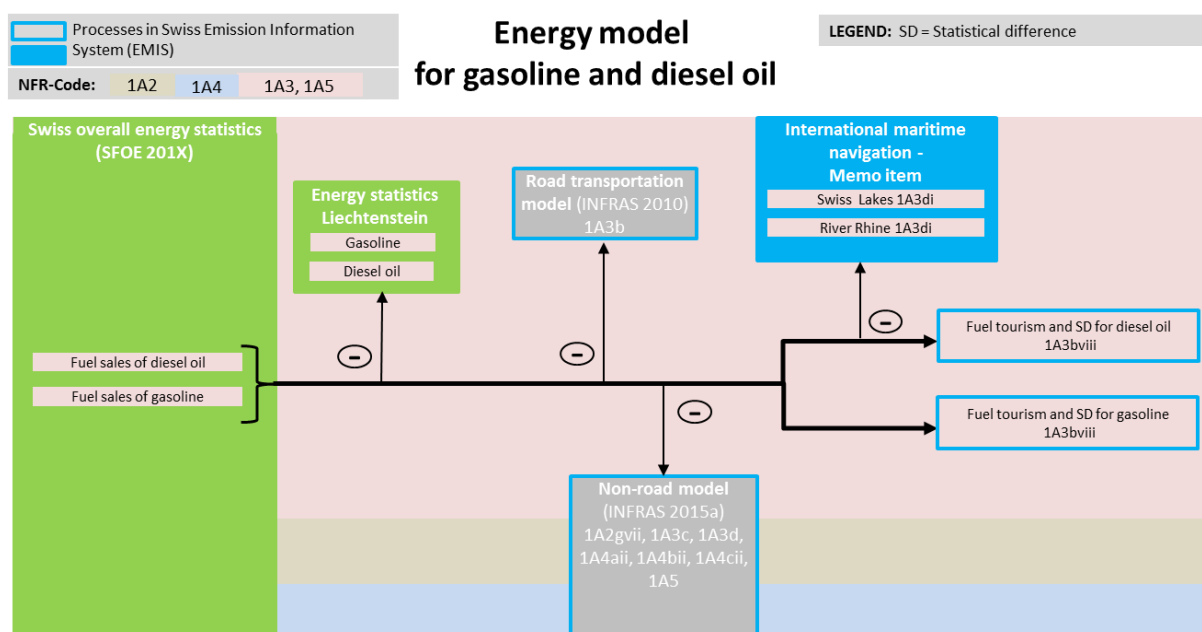 Processes in Swiss Emission Information
System (EMIS)
NFR-Code: 1A2 1A4 1A3, 1A5
Energy model
for gasoline and diesel oil
LEGEND: SD = Statistical difference
Swiss overall energy statistics
(SFOE 201X)
Fuel sales of diesel oil
Fuel sales of gasoline
Energy statistics
Liechtenstein
Gasoline
Diesel oil
-
Road transportation
model (INFRAS 2010)
1A3b
-
Non-road model
(INFRAS 2015a)
1A2gvii, 1A3c, 1A3d,
1A4aii, 1A4bii, 1A4cii,
1A5
-
International maritime
navigation -
Memo item
Swiss Lakes 1A3di
River Rhine 1A3di
-
Fuel tourism and SD for diesel oil
1A3bviii
Fuel tourism and SD for gasoline
1A3bviii